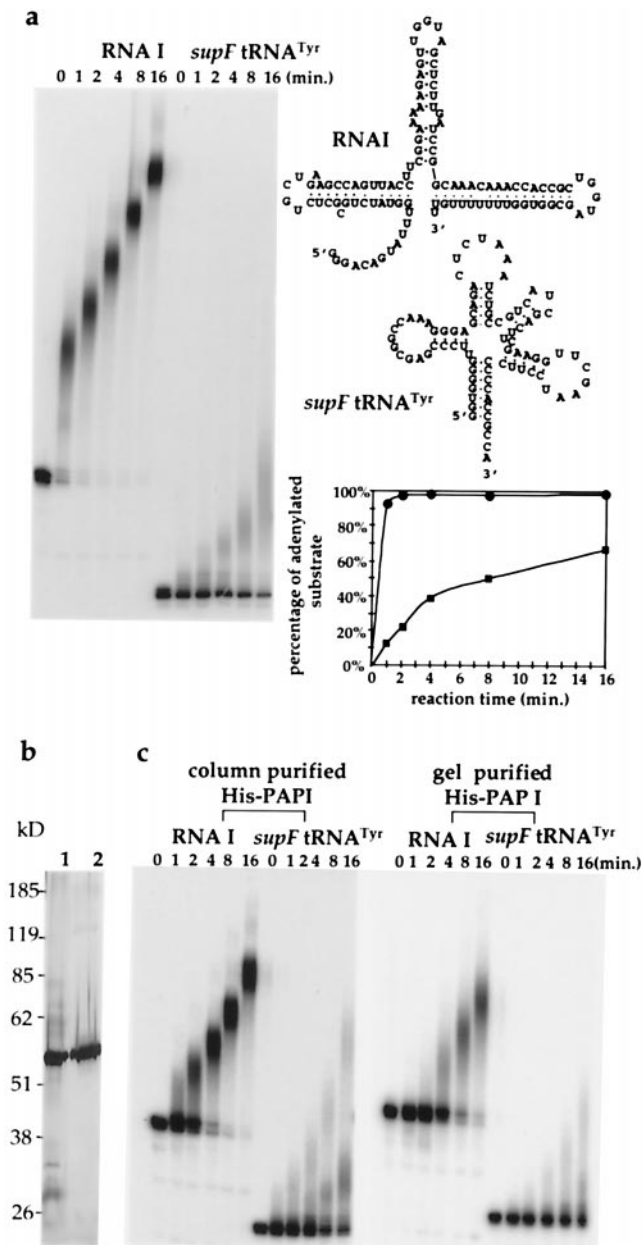 a
RNA I supF tRNATyr
0 1 2 4 8 16 0 1 2 4 8 16 (min.)
RNAI
5'
3'
supF tRNATyr
5'
3'
percentage of adenylated substrate
100%
80%
60%
40%
20%
0%
0 2 4 6 8 10 12 14 16
reaction time (min.)
b
kD
1 2
185-
119-
85-
62-
51-
38-
26-
c
column purified
His-PAPI
RNA I supF tRNATyr
0 1 2 4 8 16 0 1 2 4 8 16
gel purified
His-PAP I
RNA I supF tRNATyr
0 1 2 4 8 16 0 1 2 4 8 16(min.)